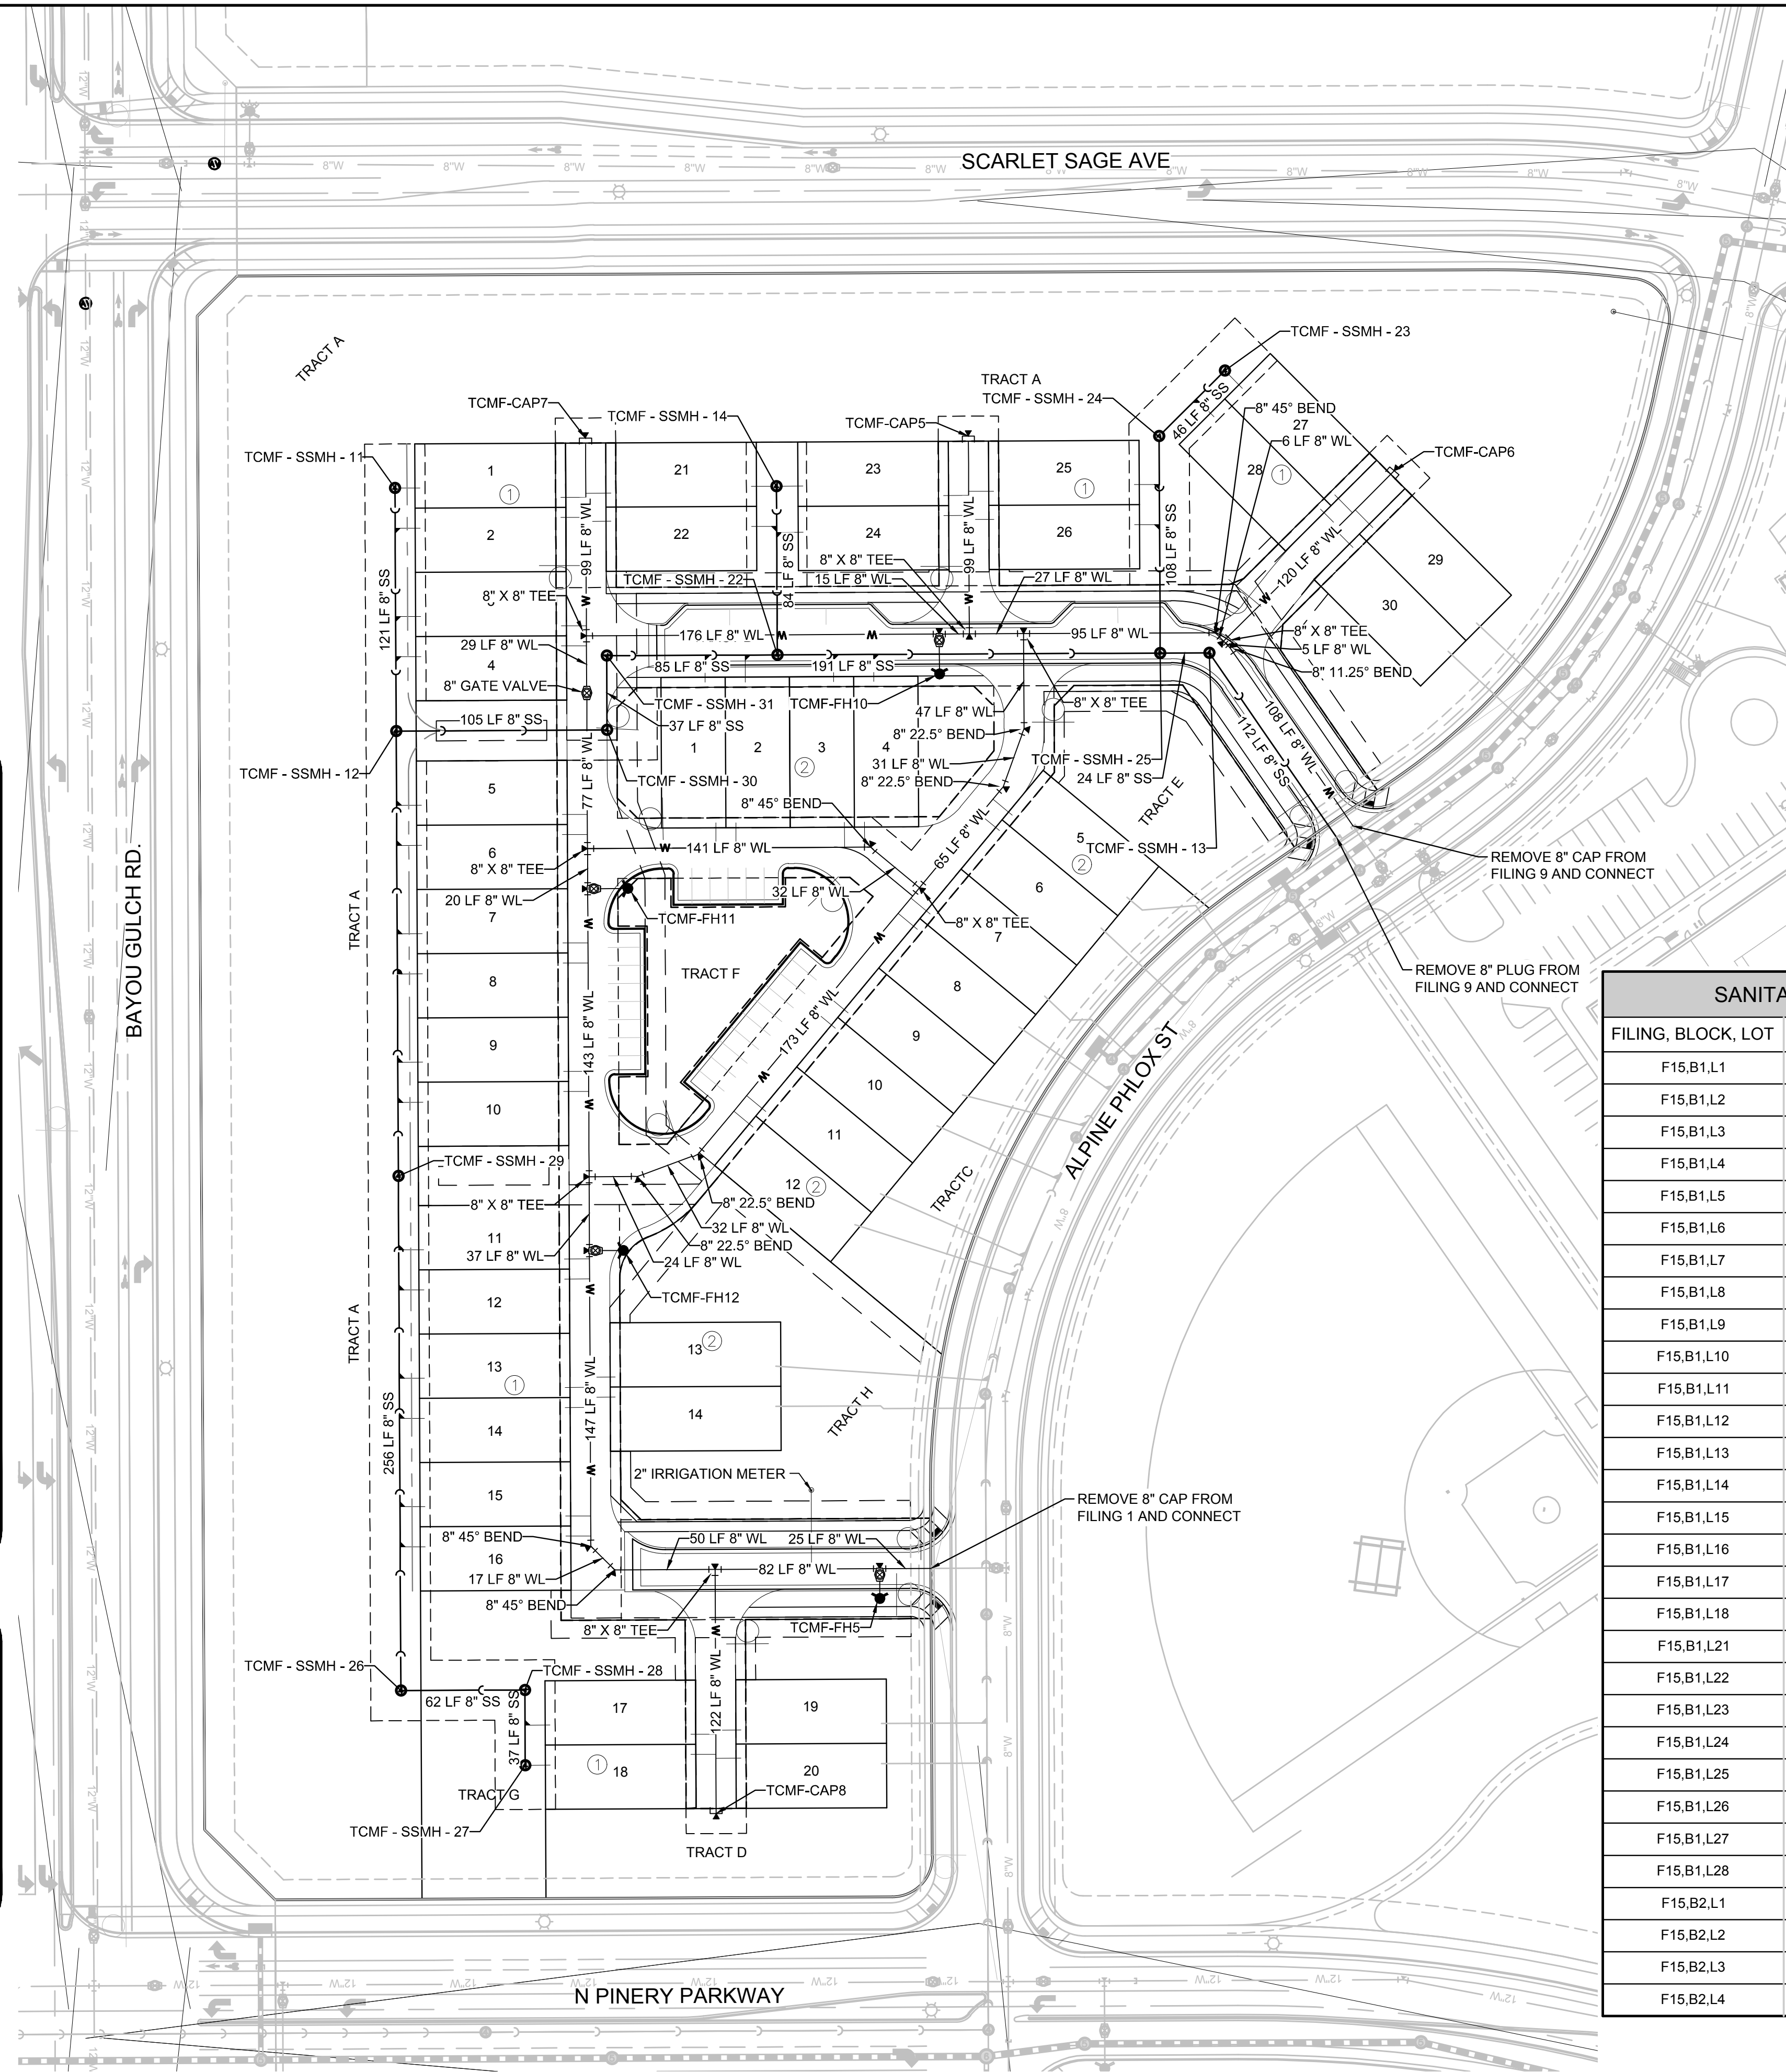 SCARLET SAGE AVE
12"W
8"W
8"W
8"W
8"W
8"W
8"W
8"W
8"W
8"W
8"W
8"W
TRACT A
TCMF - SSMH - 23
TRACT A
TCMF - SSMH - 24
TCMF-CAP7
TCMF - SSMH - 14
TCMF-CAP5
46 LF 8" SS
8" 45° BEND
27
6 LF 8" WL
TCMF-CAP6
TCMF - SSMH - 11
1
21
23
25
28
1
1
1
2
22
24
26
99 LF 8" WL
84 LF 8" SS
99 LF 8" WL
108 LF 8" SS
120 LF 8" WL
29
30
8" X 8" TEE
TCMF - SSMH - 22
15 LF 8" WL
27 LF 8" WL
8" X 8" TEE
121 LF 8" SS
176 LF 8" WL
95 LF 8" WL
8" X 8" TEE
5 LF 8" WL
8" 11.25° BEND
29 LF 8" WL
4
85 LF 8" SS
191 LF 8" SS
8" GATE VALVE
TCMF - SSMH - 31
TCMF-FH10
47 LF 8" WL
8" X 8" TEE
105 LF 8" SS
37 LF 8" SS
8" 22.5° BEND
112 LF 8" SS
108 LF 8" WL
1
2
3
4
2
31 LF 8" WL
TCMF - SSMH - 25
TCMF - SSMH - 12
TCMF - SSMH - 30
8" 22.5° BEND
24 LF 8" SS
77 LF 8" WL
5
8" 45° BEND
TRACT E
65 LF 8" WL
5
TCMF - SSMH - 13
2
6
141 LF 8" WL
8" X 8" TEE
REMOVE 8" CAP FROM
FILING 9 AND CONNECT
BAYOU GULCH RD.
TRACT A
20 LF 8" WL
32 LF 8" WL
6
7
TCMF-FH11
8" X 8" TEE
7
TRACT F
REMOVE 8" PLUG FROM
FILING 9 AND CONNECT
8
8
143 LF 8" WL
173 LF 8" WL
9
9
10
10
ALPINE PHLOX ST
11
TCMF - SSMH - 29
12
2
TRACTC
8" X 8" TEE
8" 22.5° BEND
32 LF 8" WL
11
37 LF 8" WL
8" 22.5° BEND
24 LF 8" WL
TCMF-FH12
12
TRACT A
13
2
13
1
147 LF 8" WL
256 LF 8" SS
14
14
TRACT H
2" IRRIGATION METER
15
REMOVE 8" CAP FROM
FILING 1 AND CONNECT
8" 45° BEND
50 LF 8" WL
25 LF 8" WL
16
17 LF 8" WL
82 LF 8" WL
8" 45° BEND
8" X 8" TEE
TCMF-FH5
TCMF - SSMH - 26
TCMF - SSMH - 28
62 LF 8" SS
37 LF 8" SS
122 LF 8" WL
17
19
1
18
20
TRACT G
TCMF-CAP8
TCMF - SSMH - 27
TRACT D
N PINERY PARKWAY
SANITA
FILING, BLOCK, LOT
F15,B1,L1
F15,B1,L2
F15,B1,L3
F15,B1,L4
F15,B1,L5
F15,B1,L6
F15,B1,L7
F15,B1,L8
F15,B1,L9
F15,B1,L10
F15,B1,L11
F15,B1,L12
F15,B1,L13
F15,B1,L14
F15,B1,L15
F15,B1,L16
F15,B1,L17
F15,B1,L18
F15,B1,L21
F15,B1,L22
F15,B1,L23
F15,B1,L24
F15,B1,L25
F15,B1,L26
F15,B1,L27
F15,B1,L28
F15,B2,L1
F15,B2,L2
F15,B2,L3
F15,B2,L4